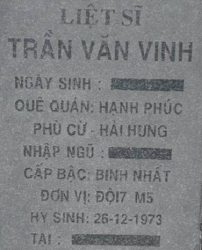 LIỆT SĨ
TRẦN VĂN VINH
NGÀY SINH :
QUÊ QUÁN: HẠNH PHÚC
PHÙ CỪ - HẢI HƯNG
NHẬP NGŨ :
CẤP BẬC: BINH NHẤT
ĐƠN VỊ: ĐỘI7 M5
HY SINH: 26-12-1973
TẠI :